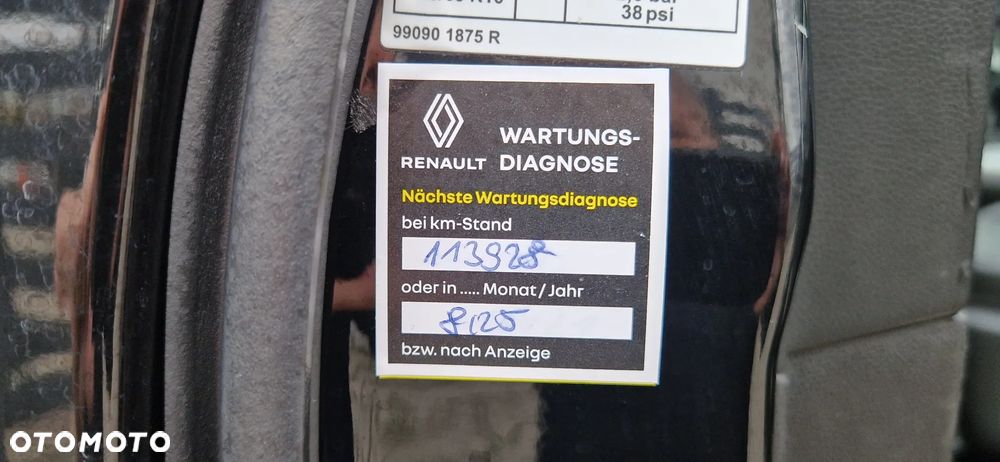 38 psi
99090 1875 R
RENAULT
WARTUNGS-
DIAGNOSE
Nächste Wartungsdiagnose
bei km-Stand
113928
oder in ..... Monat/Jahr
8/25
bzw. nach Anzeige
OTOMOTO